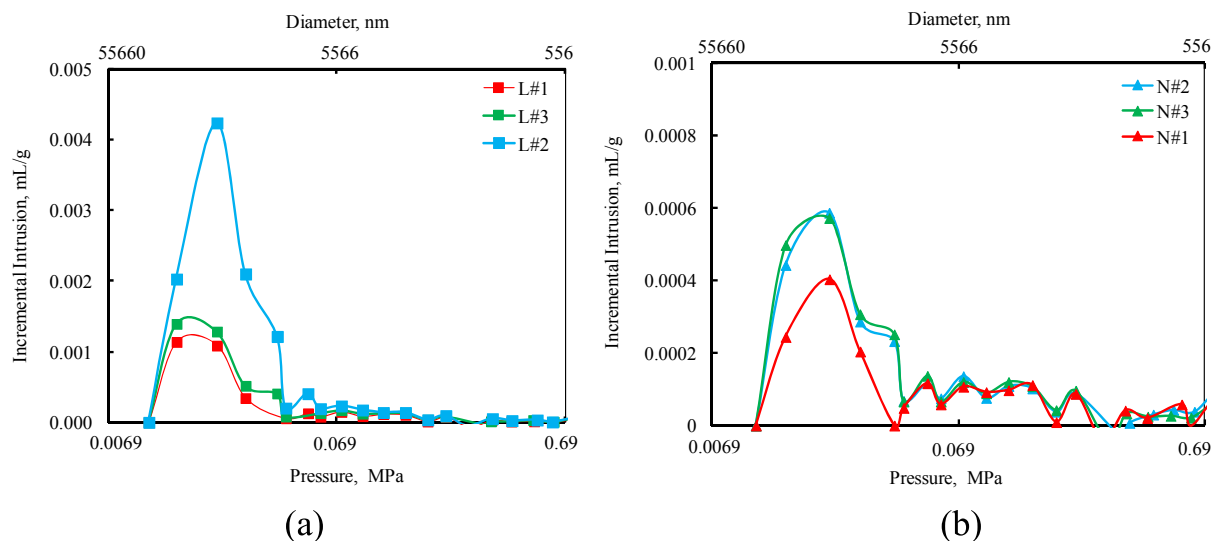 Diameter, nm
55660 5566 556
0.005
0.004
0.003
0.002
0.001
0.000
Incremental Intrusion, mL/g
L#1
L#3
L#2
0.0069 0.069 0.69
Pressure, MPa
(a)
Diameter, nm
55660 5566 556
0.001
0.0008
0.0006
0.0004
0.0002
0
Incremental Intrusion, mL/g
N#2
N#3
N#1
0.0069 0.069 0.69
Pressure, MPa
(b)